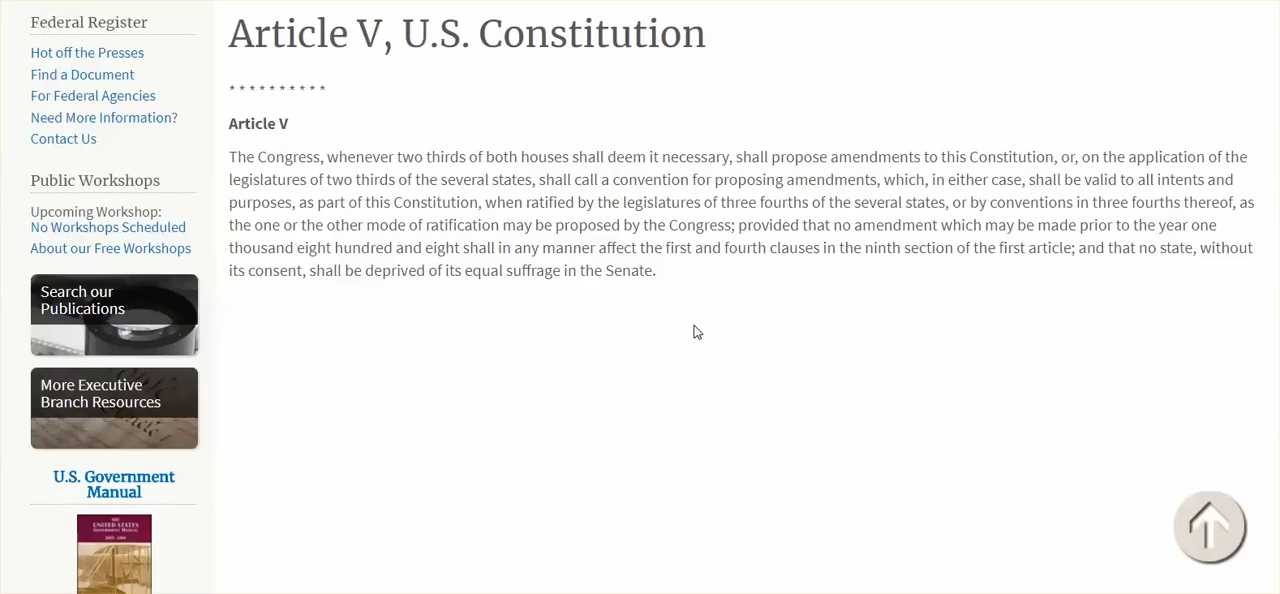 Federal Register
Hot off the Presses
Find a Document
For Federal Agencies
Need More Information?
Contact Us
Public Workshops
Upcoming Workshop:
No Workshops Scheduled
About our Free Workshops
Search our
Publications
More Executive
Branch Resources
U.S. Government
Manual
THE
UNITED STATES
GOVERNMENT MANUAL
Article V, U.S. Constitution
* * * * * * * * * *
Article V
The Congress, whenever two thirds of both houses shall deem it necessary, shall propose amendments to this Constitution, or, on the application of the
legislatures of two thirds of the several states, shall call a convention for proposing amendments, which, in either case, shall be valid to all intents and
purposes, as part of this Constitution, when ratified by the legislatures of three fourths of the several states, or by conventions in three fourths thereof, as
the one or the other mode of ratification may be proposed by the Congress; provided that no amendment which may be made prior to the year one
thousand eight hundred and eight shall in any manner affect the first and fourth clauses in the ninth section of the first article; and that no state, without
its consent, shall be deprived of its equal suffrage in the Senate.